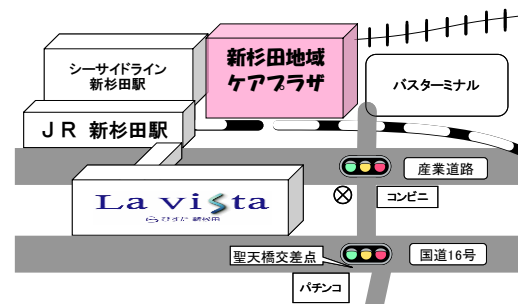 新杉田地域
ケアプラザ
シーサイドライン
新杉田駅
バスターミナル
ＪＲ 新杉田駅
産業道路
La vista
コンビニ
聖天橋交差点
国道16号
パチンコ